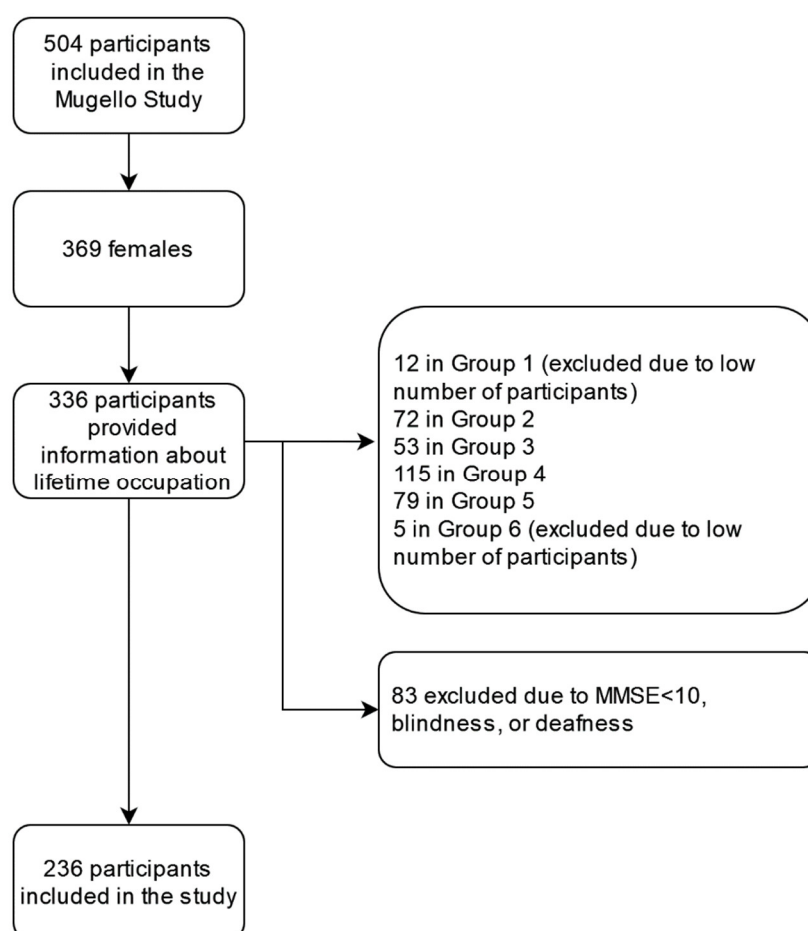 504 participants
included in the
Mugello Study
369 females
336 participants
provided
information about
lifetime occupation
12 in Group 1 (excluded due to low
number of participants)
72 in Group 2
53 in Group 3
115 in Group 4
79 in Group 5
5 in Group 6 (excluded due to low
number of participants)
83 excluded due to MMSE<10,
blindness, or deafness
236 participants
included in the study